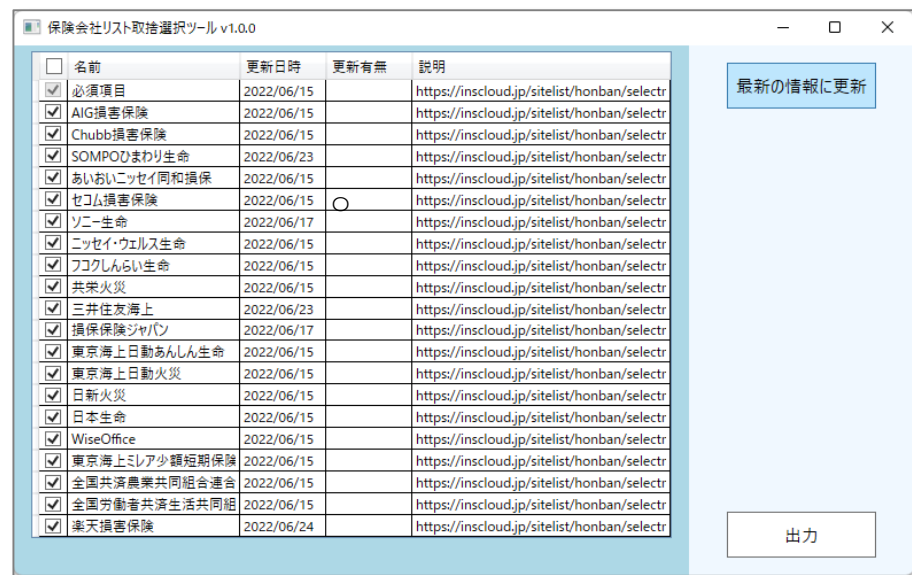 保険会社リスト取捨選択ツール v1.0.0
名前 更新日時 更新有無 説明
必須項目 2022/06/15 https://inscloud.jp/sitelist/honban/selectr
AIG損害保険 2022/06/15 https://inscloud.jp/sitelist/honban/selectr
Chubb損害保険 2022/06/15 https://inscloud.jp/sitelist/honban/selectr
SOMPOひまわり生命 2022/06/23 https://inscloud.jp/sitelist/honban/selectr
あいおいニッセイ同和損保 2022/06/15 https://inscloud.jp/sitelist/honban/selectr
セコム損害保険 2022/06/15 ○ https://inscloud.jp/sitelist/honban/selectr
ソニー生命 2022/06/17 https://inscloud.jp/sitelist/honban/selectr
ニッセイ・ウェルス生命 2022/06/15 https://inscloud.jp/sitelist/honban/selectr
フコクしんらい生命 2022/06/15 https://inscloud.jp/sitelist/honban/selectr
共栄火災 2022/06/15 https://inscloud.jp/sitelist/honban/selectr
三井住友海上 2022/06/23 https://inscloud.jp/sitelist/honban/selectr
損保保険ジャパン 2022/06/17 https://inscloud.jp/sitelist/honban/selectr
東京海上日動あんしん生命 2022/06/15 https://inscloud.jp/sitelist/honban/selectr
東京海上日動火災 2022/06/15 https://inscloud.jp/sitelist/honban/selectr
日新火災 2022/06/15 https://inscloud.jp/sitelist/honban/selectr
日本生命 2022/06/15 https://inscloud.jp/sitelist/honban/selectr
WiseOffice 2022/06/15 https://inscloud.jp/sitelist/honban/selectr
東京海上ミレア少額短期保険 2022/06/15 https://inscloud.jp/sitelist/honban/selectr
全国共済農業共同組合連合 2022/06/15 https://inscloud.jp/sitelist/honban/selectr
全国労働者共済生活共同組 2022/06/15 https://inscloud.jp/sitelist/honban/selectr
楽天損害保険 2022/06/24 https://inscloud.jp/sitelist/honban/selectr
最新の情報に更新
出力